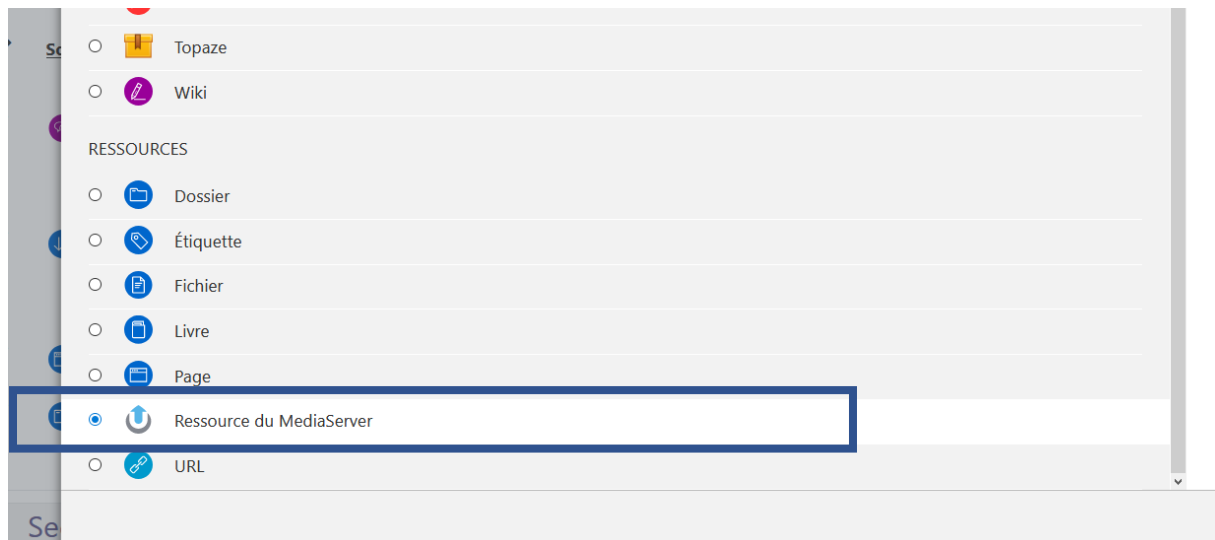 Topaze
Wiki
RESSOURCES
Dossier
Étiquette
Fichier
Livre
Page
Ressource du MediaServer
URL